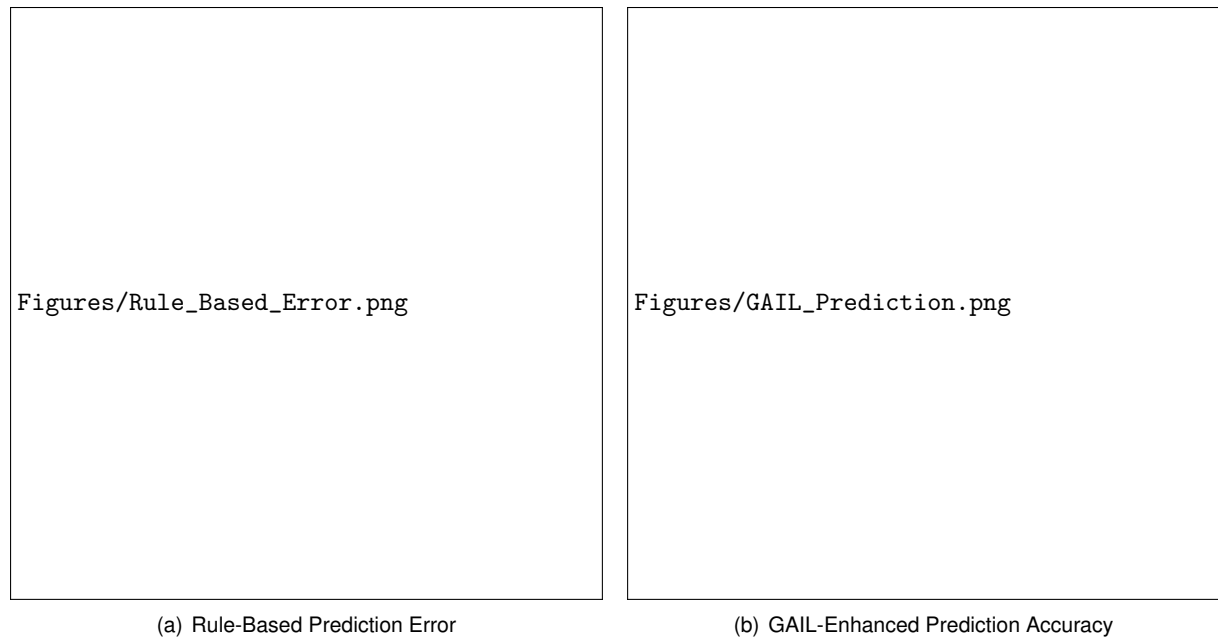 Figures/Rule_Based_Error.png
Figures/GAIL_Prediction.png
(a) Rule-Based Prediction Error
(b) GAIL-Enhanced Prediction Accuracy